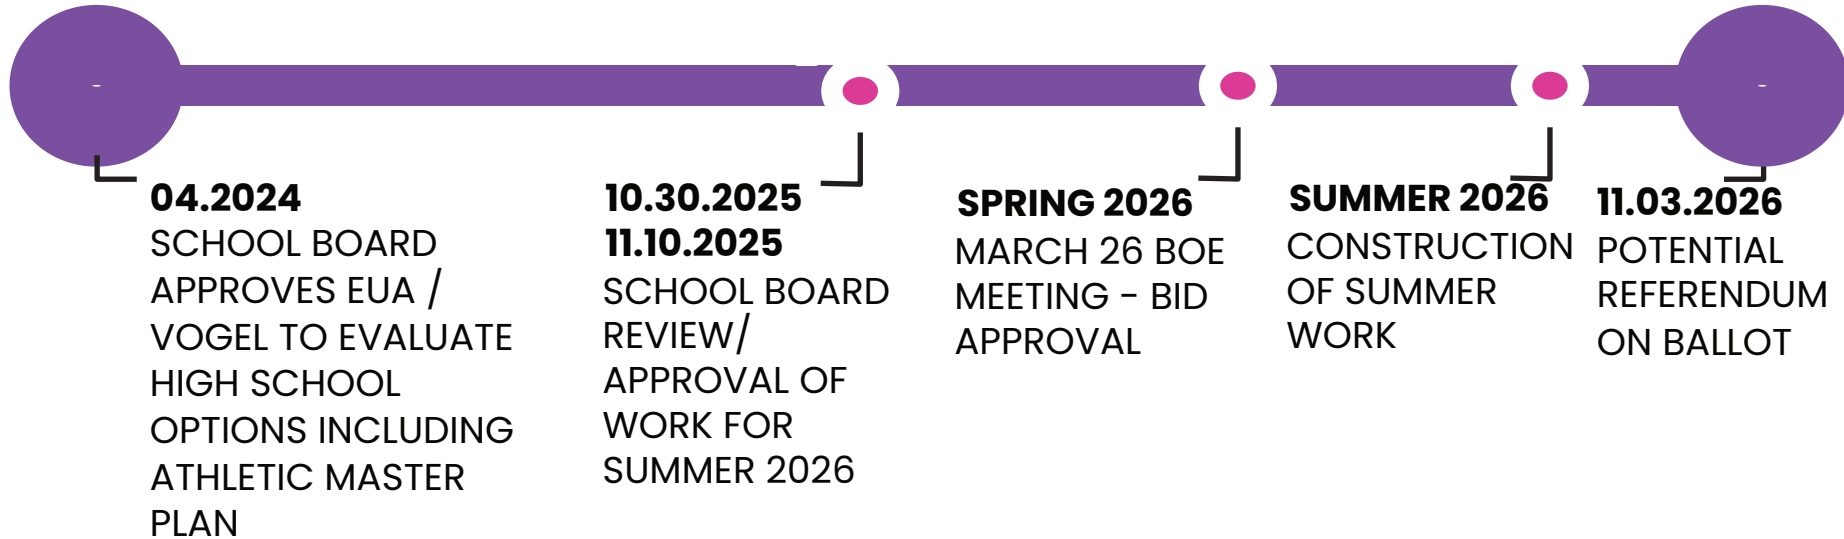 04.2024
SCHOOL BOARD
APPROVES EUA /
VOGEL TO EVALUATE
HIGH SCHOOL
OPTIONS INCLUDING
ATHLETIC MASTER
PLAN
10.30.2025
11.10.2025
SCHOOL BOARD
REVIEW/
APPROVAL OF
WORK FOR
SUMMER 2026
SPRING 2026
MARCH 26 BOE
MEETING - BID
APPROVAL
SUMMER 2026
CONSTRUCTION
OF SUMMER
WORK
11.03.2026
POTENTIAL
REFERENDUM
ON BALLOT